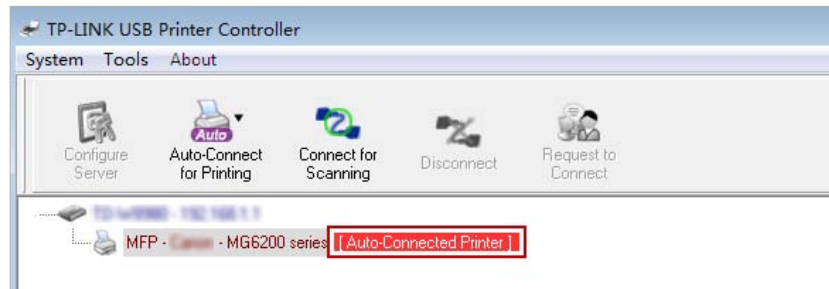 TP-LINK USB Printer Controller
System Tools About
Configure Server
Auto
Auto-Connect for Printing
Connect for Scanning
Disconnect
Request to Connect
MFP - - MG6200 series [ Auto-Connected Printer ]